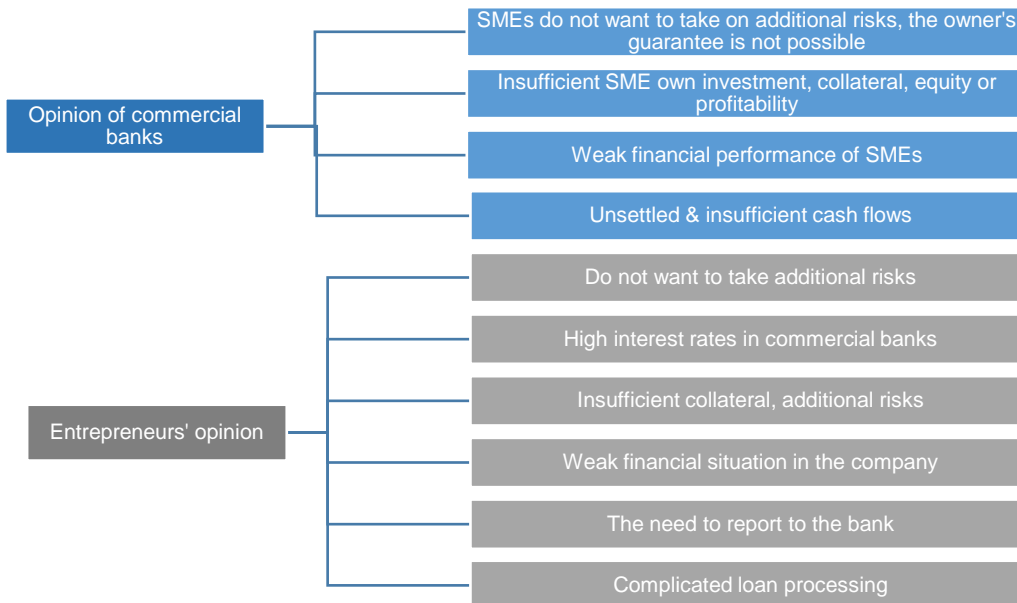 SMEs do not want to take on additional risks, the owner's
guarantee is not possible
Insufficient SME own investment, collateral, equity or
profitability
Opinion of commercial
banks
Weak financial performance of SMEs
Unsettled & insufficient cash flows
Do not want to take additional risks
High interest rates in commercial banks
Insufficient collateral, additional risks
Entrepreneurs' opinion
Weak financial situation in the company
The need to report to the bank
Complicated loan processing